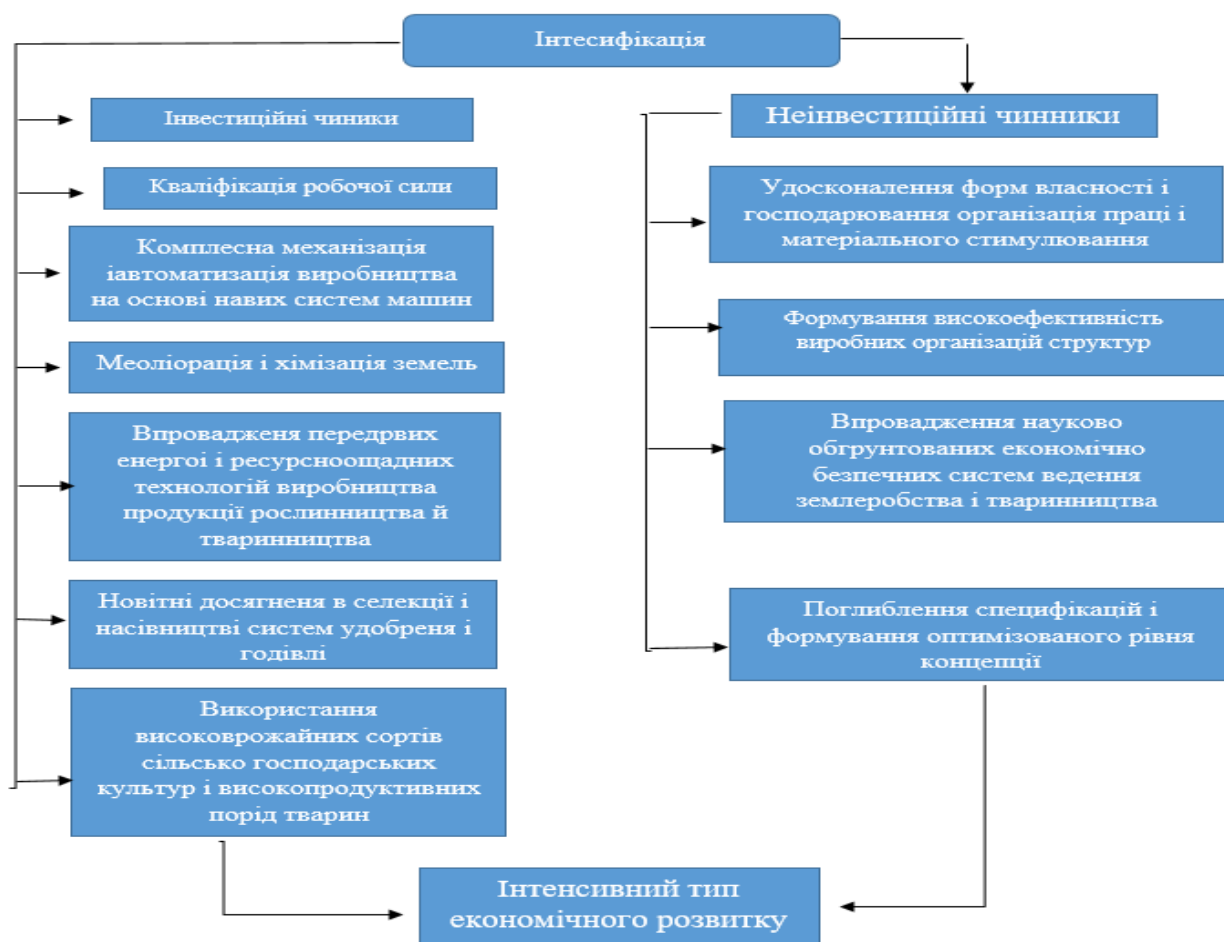 Інтесифікація
Інвестиційні чиники
Кваліфікація робочої сили
Комплесна механізація
іавтоматизація виробництва
на основі навих систем машин
Меоліорація і хімізація земель
Впровадженя передрвих
енергоі і ресурсноощадних
технологій виробництва
продукції рослинництва й
тваринництва
Новітні досягненя в селекції і
насівництві систем удобреня і
годівлі
Використання
високоврожайних сортів
сільсько господарських
культур і високопродуктивних
порід тварин
Неінвестиційні чинники
Удосконалення форм власності і
господарювання організація праці і
матеріального стимулювання
Формування високоефективність
виробних організацій структур
Впровадження науково
обгрунтованих економічно
безпечних систем ведення
землеробства і тваринництва
Поглиблення специфікацій і
формування оптимізованого рівня
концепції
Інтенсивний тип
економічного розвитку